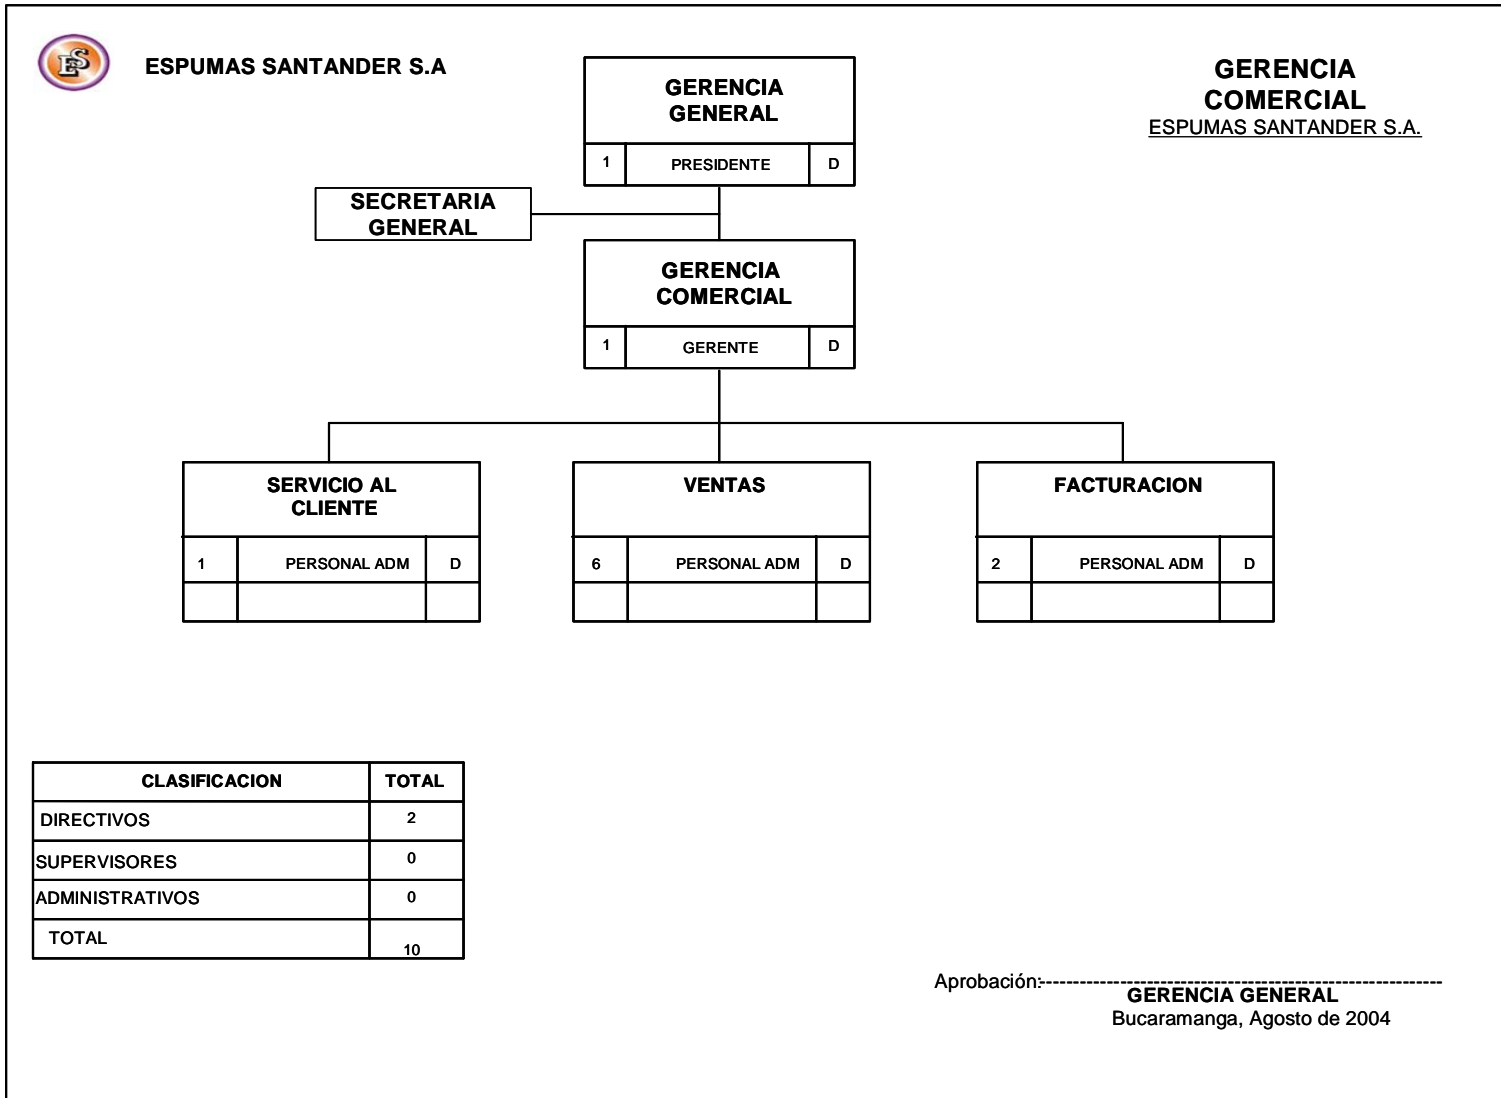 ES
ESPUMAS SANTANDER S.A
GERENCIA
COMERCIAL
ESPUMAS SANTANDER S.A.
GERENCIA
GENERAL
1 PRESIDENTE D
SECRETARIA
GENERAL
GERENCIA
COMERCIAL
1 GERENTE D
SERVICIO AL
CLIENTE
1 PERSONAL ADM D
VENTAS
6 PERSONAL ADM D
FACTURACION
2 PERSONAL ADM D
CLASIFICACION TOTAL
DIRECTIVOS 2
SUPERVISORES 0
ADMINISTRATIVOS 0
TOTAL 10
Aprobación:------------------------------------------------------------
GERENCIA GENERAL
Bucaramanga, Agosto de 2004